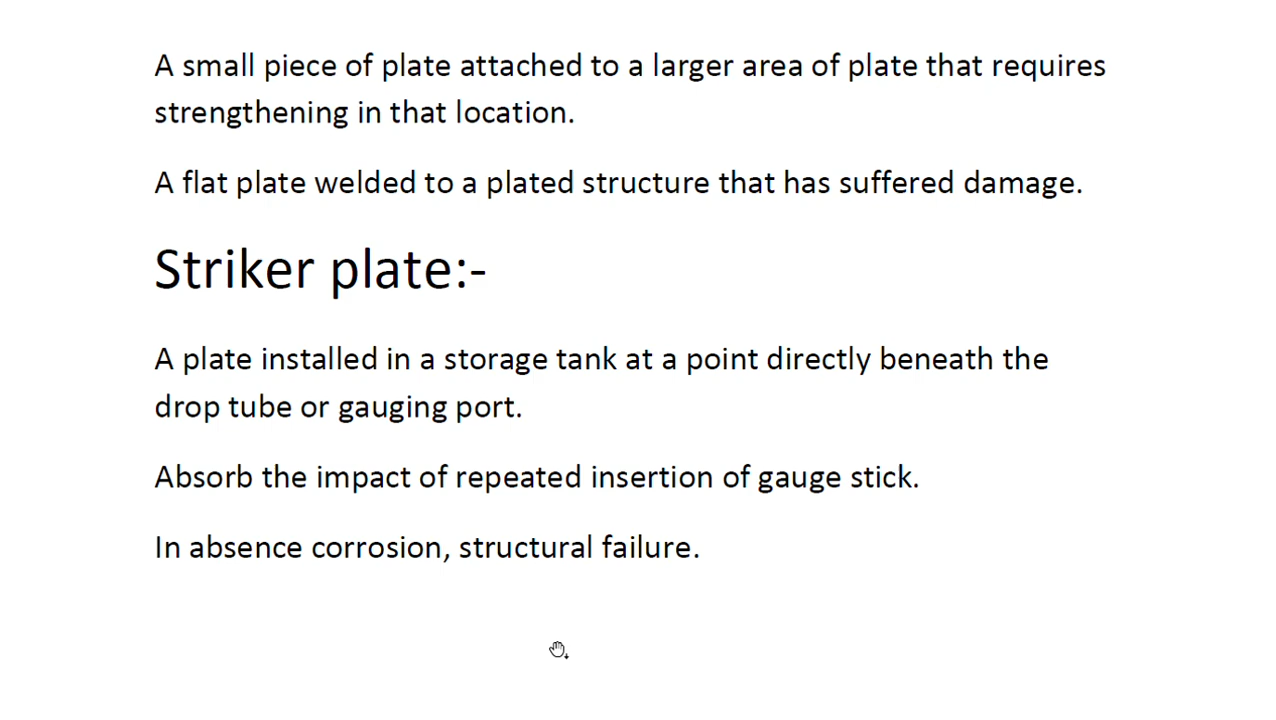 A small piece of plate attached to a larger area of plate that requires
strengthening in that location.
A flat plate welded to a plated structure that has suffered damage.
Striker plate:-
A plate installed in a storage tank at a point directly beneath the
drop tube or gauging port.
Absorb the impact of repeated insertion of gauge stick.
In absence corrosion, structural failure.